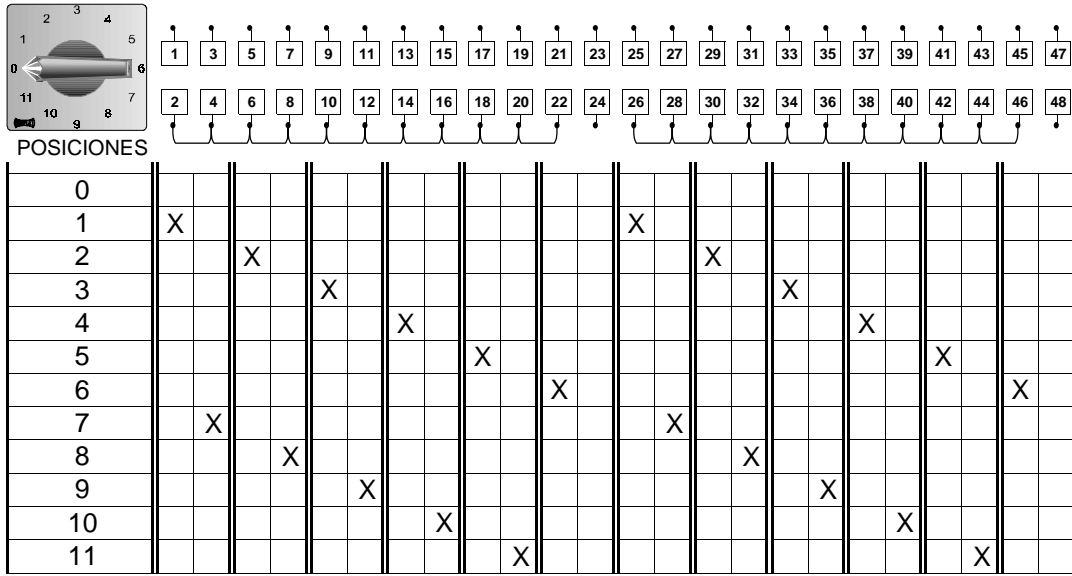 3
2 4
1 5
0 6
11 7
10 8
9
1 3 5 7 9 11 13 15 17 19 21 23 25 27 29 31 33 35 37 39 41 43 45 47
2 4 6 8 10 12 14 16 18 20 22 24 26 28 30 32 34 36 38 40 42 44 46 48
POSICIONES
0
1 X X
2 X X
3 X X
4 X X
5 X X
6 X X
7 X X
8 X X
9 X X
10 X X
11 X X